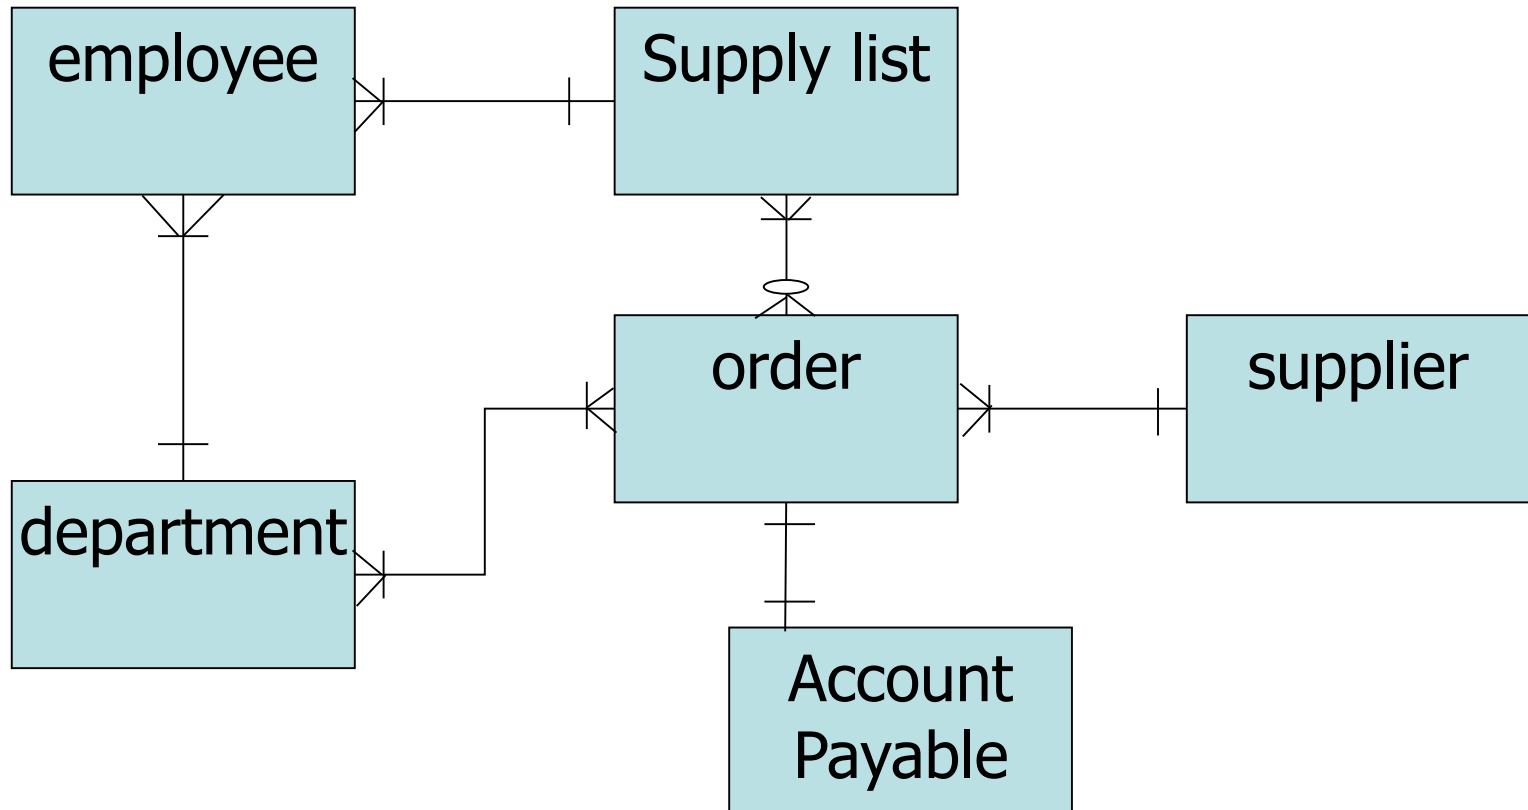 employee
Supply list
order
supplier
department
Account
Payable